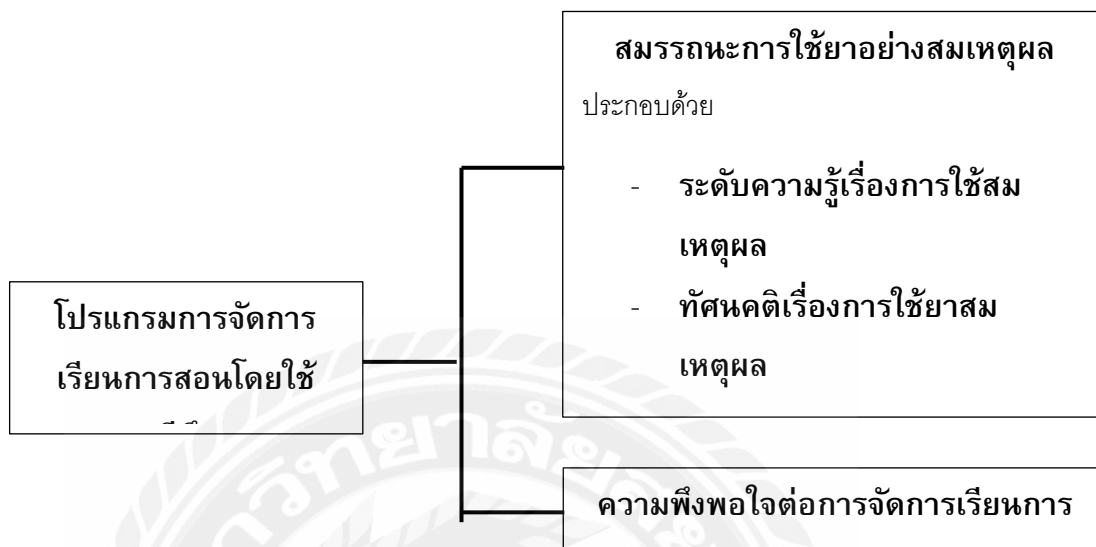 สมรรถนะการใช้ยาอย่างสมเหตุผล
ประกอบด้วย
- ระดับความรู้เรื่องการใช้สม
เหตุผล
- ทัศนคติเรื่องการใช้ยาสม
เหตุผล
โปรแกรมการจัดการ
เรียนการสอนโดยใช้
ความพึงพอใจต่อการจัดการเรียนการ